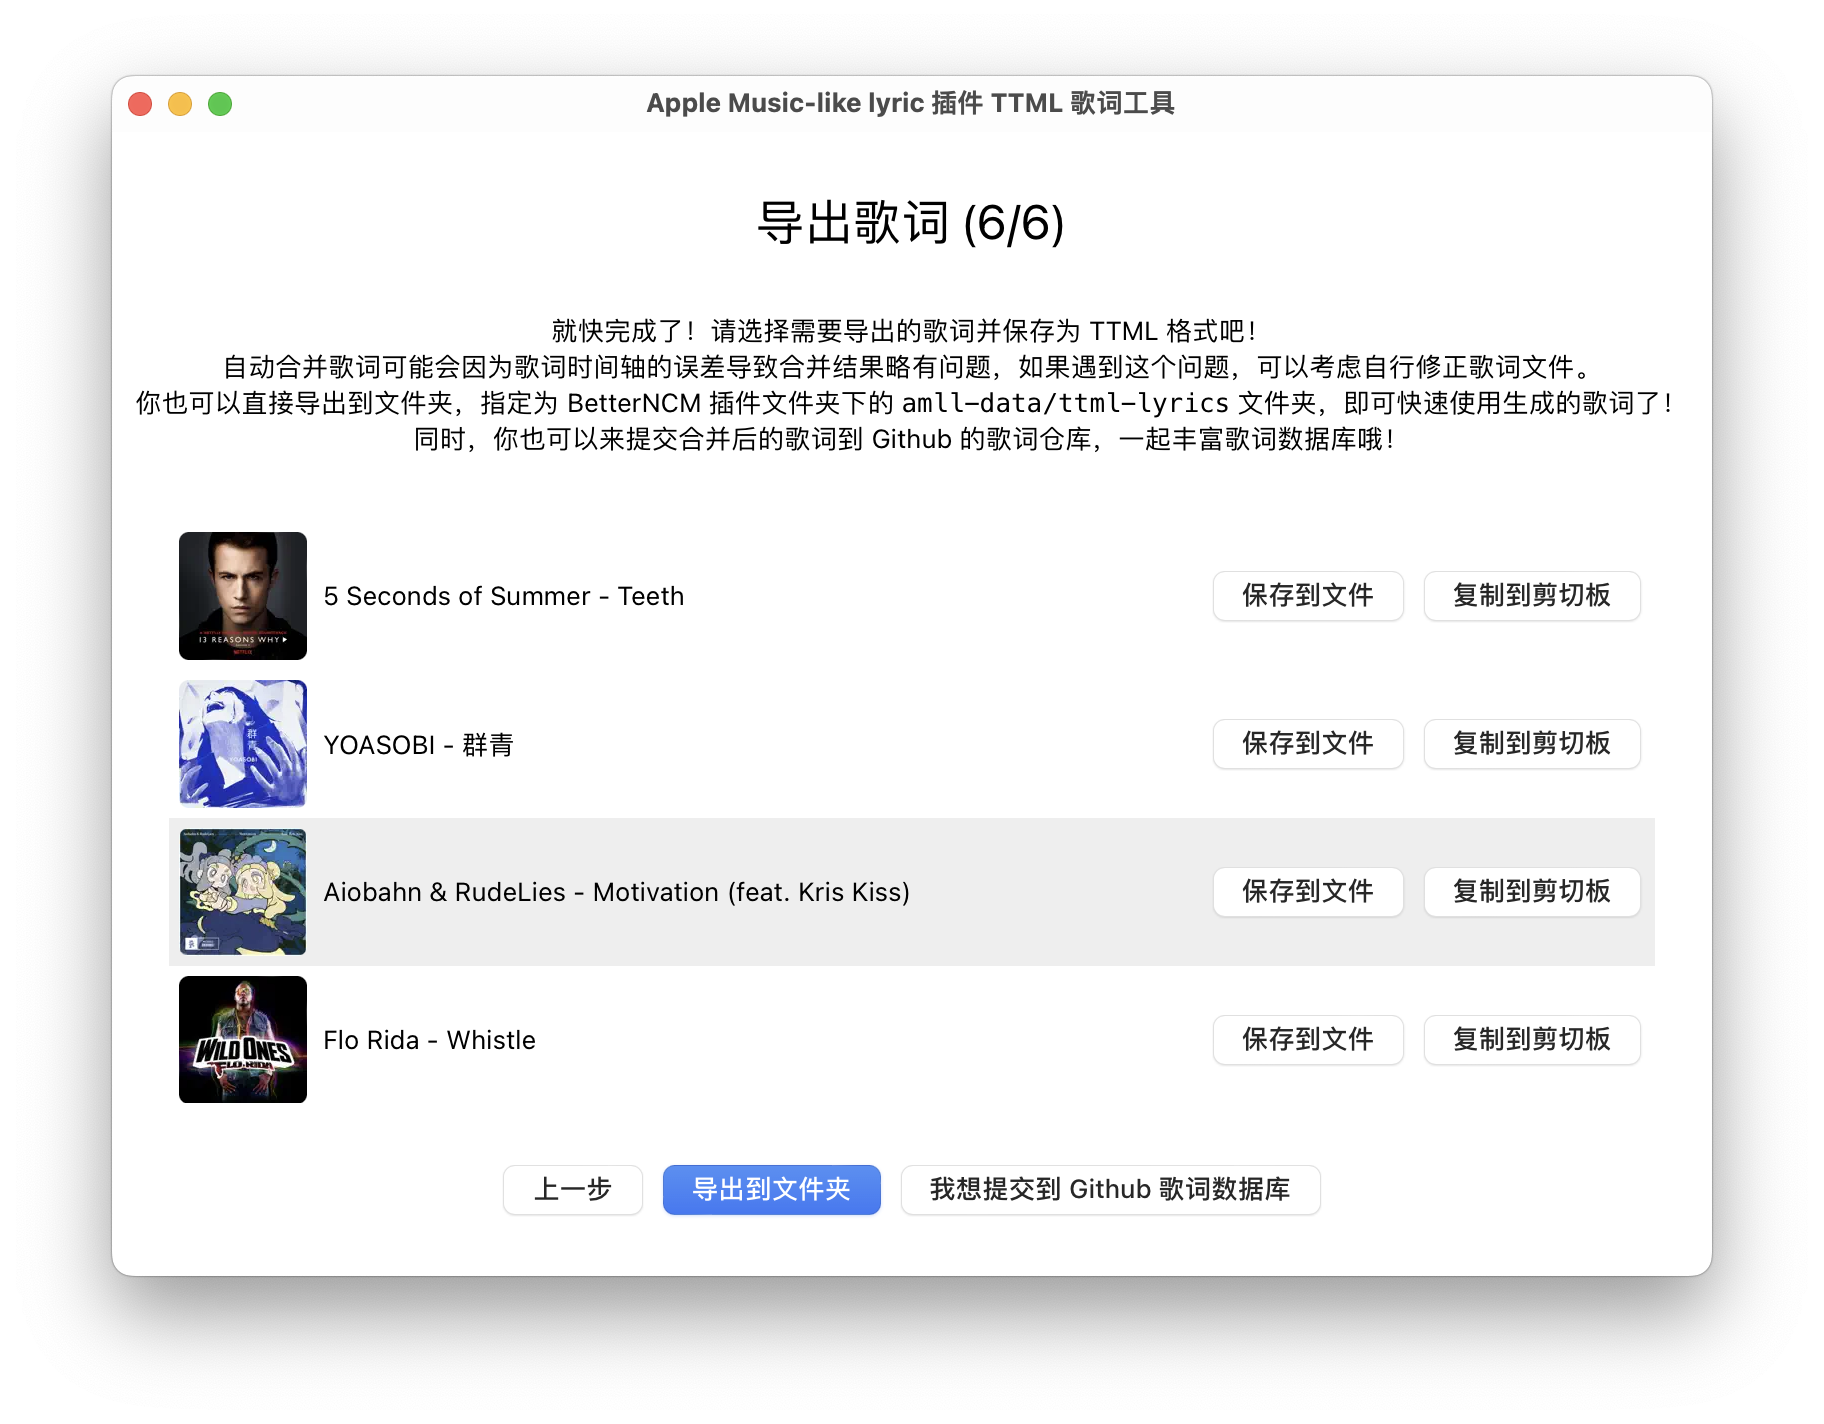 Apple Music-like lyric 插件 TTML 歌词工具
导出歌词 (6/6)
就快完成了！请选择需要导出的歌词并保存为 TTML 格式吧！
自动合并歌词可能会因为歌词时间轴的误差导致合并结果略有问题，如果遇到这个问题，可以考虑自行修正歌词文件。
你也可以直接导出到文件夹，指定为 BetterNCM 插件文件夹下的 amll-data/ttml-lyrics 文件夹，即可快速使用生成的歌词了！
同时，你也可以来提交合并后的歌词到 Github 的歌词仓库，一起丰富歌词数据库哦！
13 REASONS WHY
NETFLIX
5 Seconds of Summer - Teeth
保存到文件 复制到剪切板
群青
YOASOBI
YOASOBI - 群青
保存到文件 复制到剪切板
Aiobahn & RudeLies - Motivation (feat. Kris Kiss)
保存到文件 复制到剪切板
WILD ONES
FLO RIDA
Flo Rida - Whistle
保存到文件 复制到剪切板
上一步 导出到文件夹 我想提交到 Github 歌词数据库